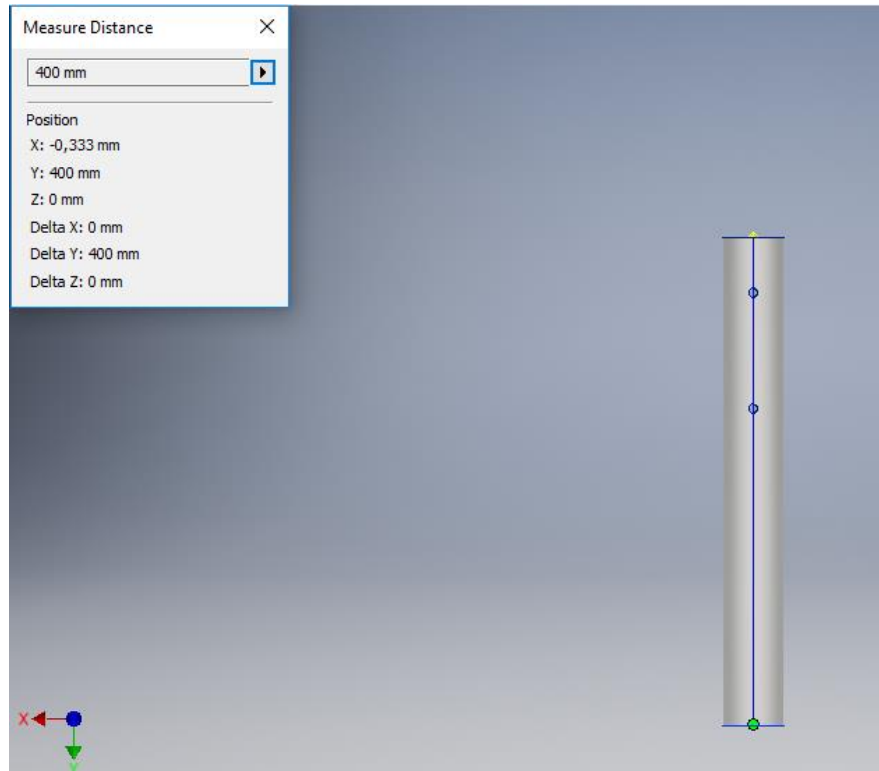 Measure Distance
400 mm
Position
X: -0,333 mm
Y: 400 mm
Z: 0 mm
Delta X: 0 mm
Delta Y: 400 mm
Delta Z: 0 mm
X
Y